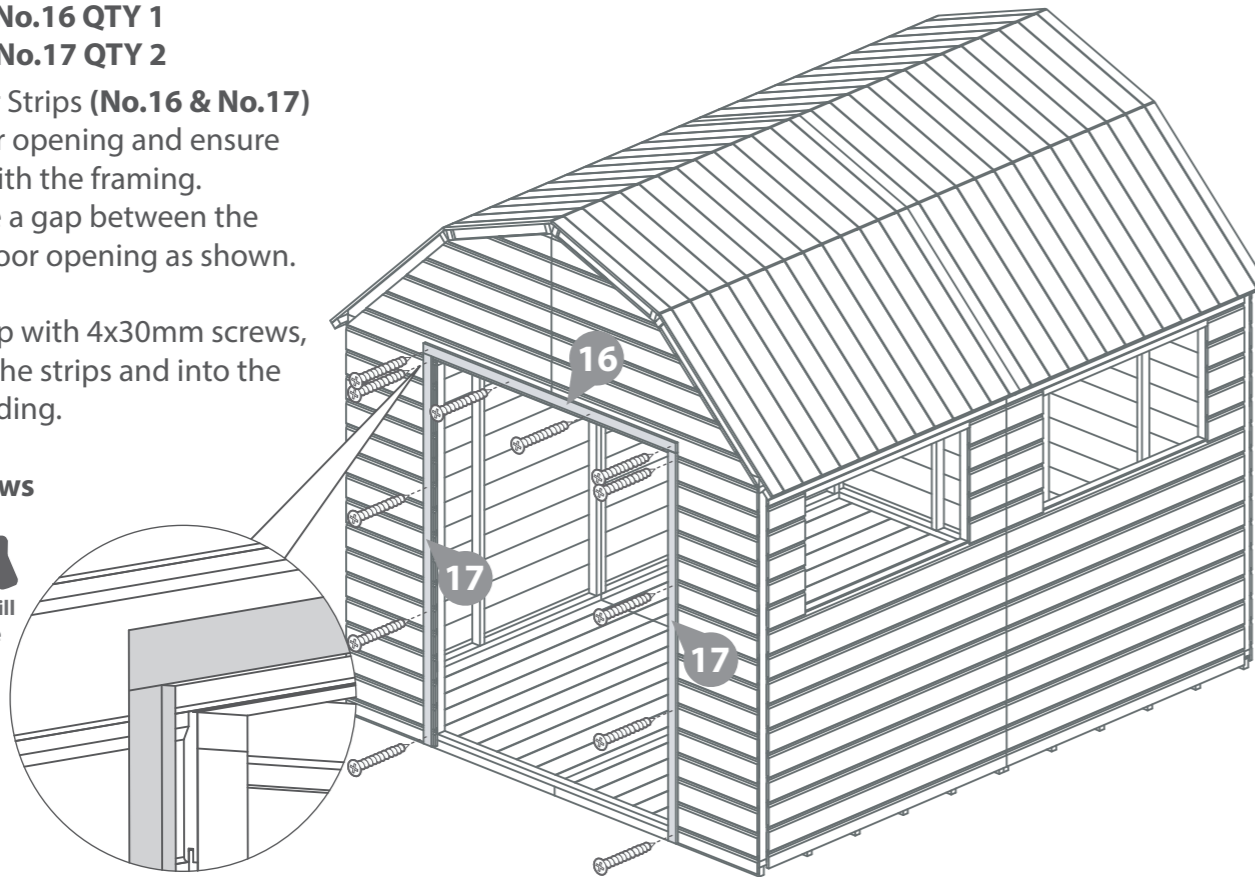 No.16 QTY 1
No.17 QTY 2
Strips (No.16 & No.17)
opening and ensure
ith the framing.
a gap between the
oor opening as shown.
p with 4x30mm screws,
he strips and into the
ding.
ws
ill
16
17
17